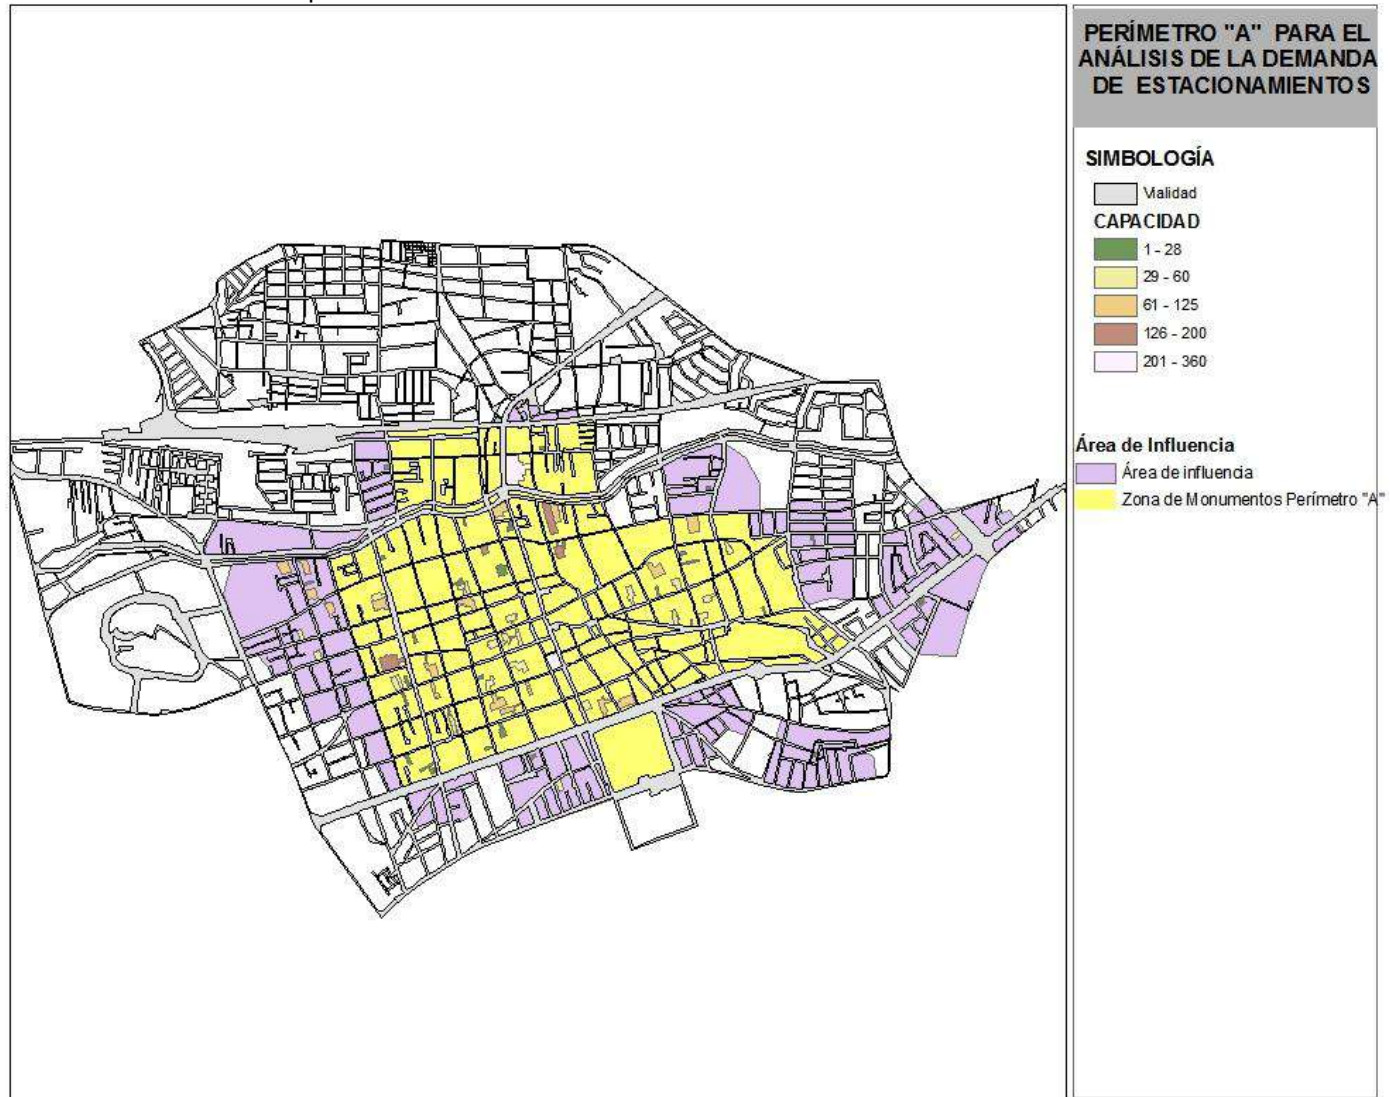 PERÍMETRO "A" PARA EL
ANÁLISIS DE LA DEMANDA
DE ESTACIONAMIENTOS
SIMBOLOGÍA
Vialidad
CAPACIDAD
1 - 28
29 - 60
61 - 125
126 - 200
201 - 360
Área de Influencia
Área de influencia
Zona de Monumentos Perímetro "A"